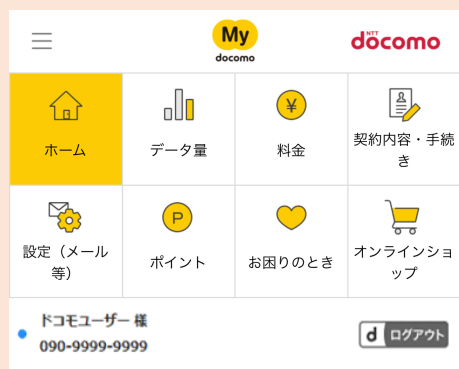 My
docomo
NTT
döcomo
ホーム
データ量
¥
料金
契約内容・手続
き
設定（メール
等）
P
ポイント
お困りのとき
オンラインショ
ップ
ドコモユーザー 様
090-9999-9999
d ログアウト